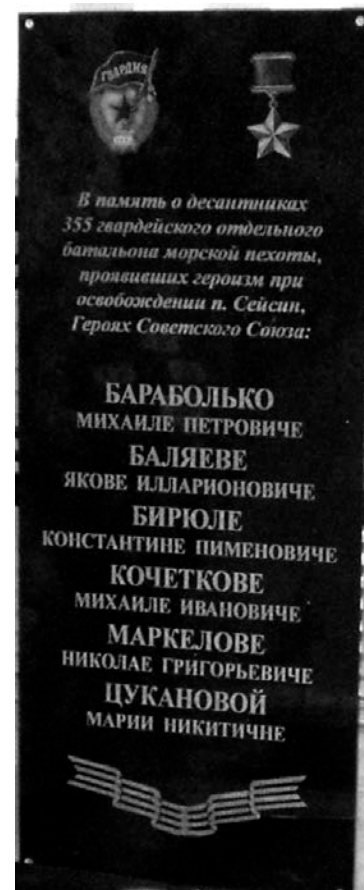 ГВАРДИЯ
В память о десантниках
355 гвардейского отдельного
батальона морской пехоты,
проявивших героизм при
освобождении п. Сейсин,
Героях Советского Союза:
БАРАБОЛЬКО
МИХАИЛЕ ПЕТРОВИЧЕ
БАЛЯЕВЕ
ЯКОВЕ ИЛЛАРИОНОВИЧЕ
БИРЮЛЕ
КОНСТАНТИНЕ ПИМЕНОВИЧЕ
КОЧЕТКОВЕ
МИХАИЛЕ ИВАНОВИЧЕ
МАРКЕЛОВЕ
НИКОЛАЕ ГРИГОРЬЕВИЧЕ
ЦУКАНОВОЙ
МАРИИ НИКИТИЧНЕ